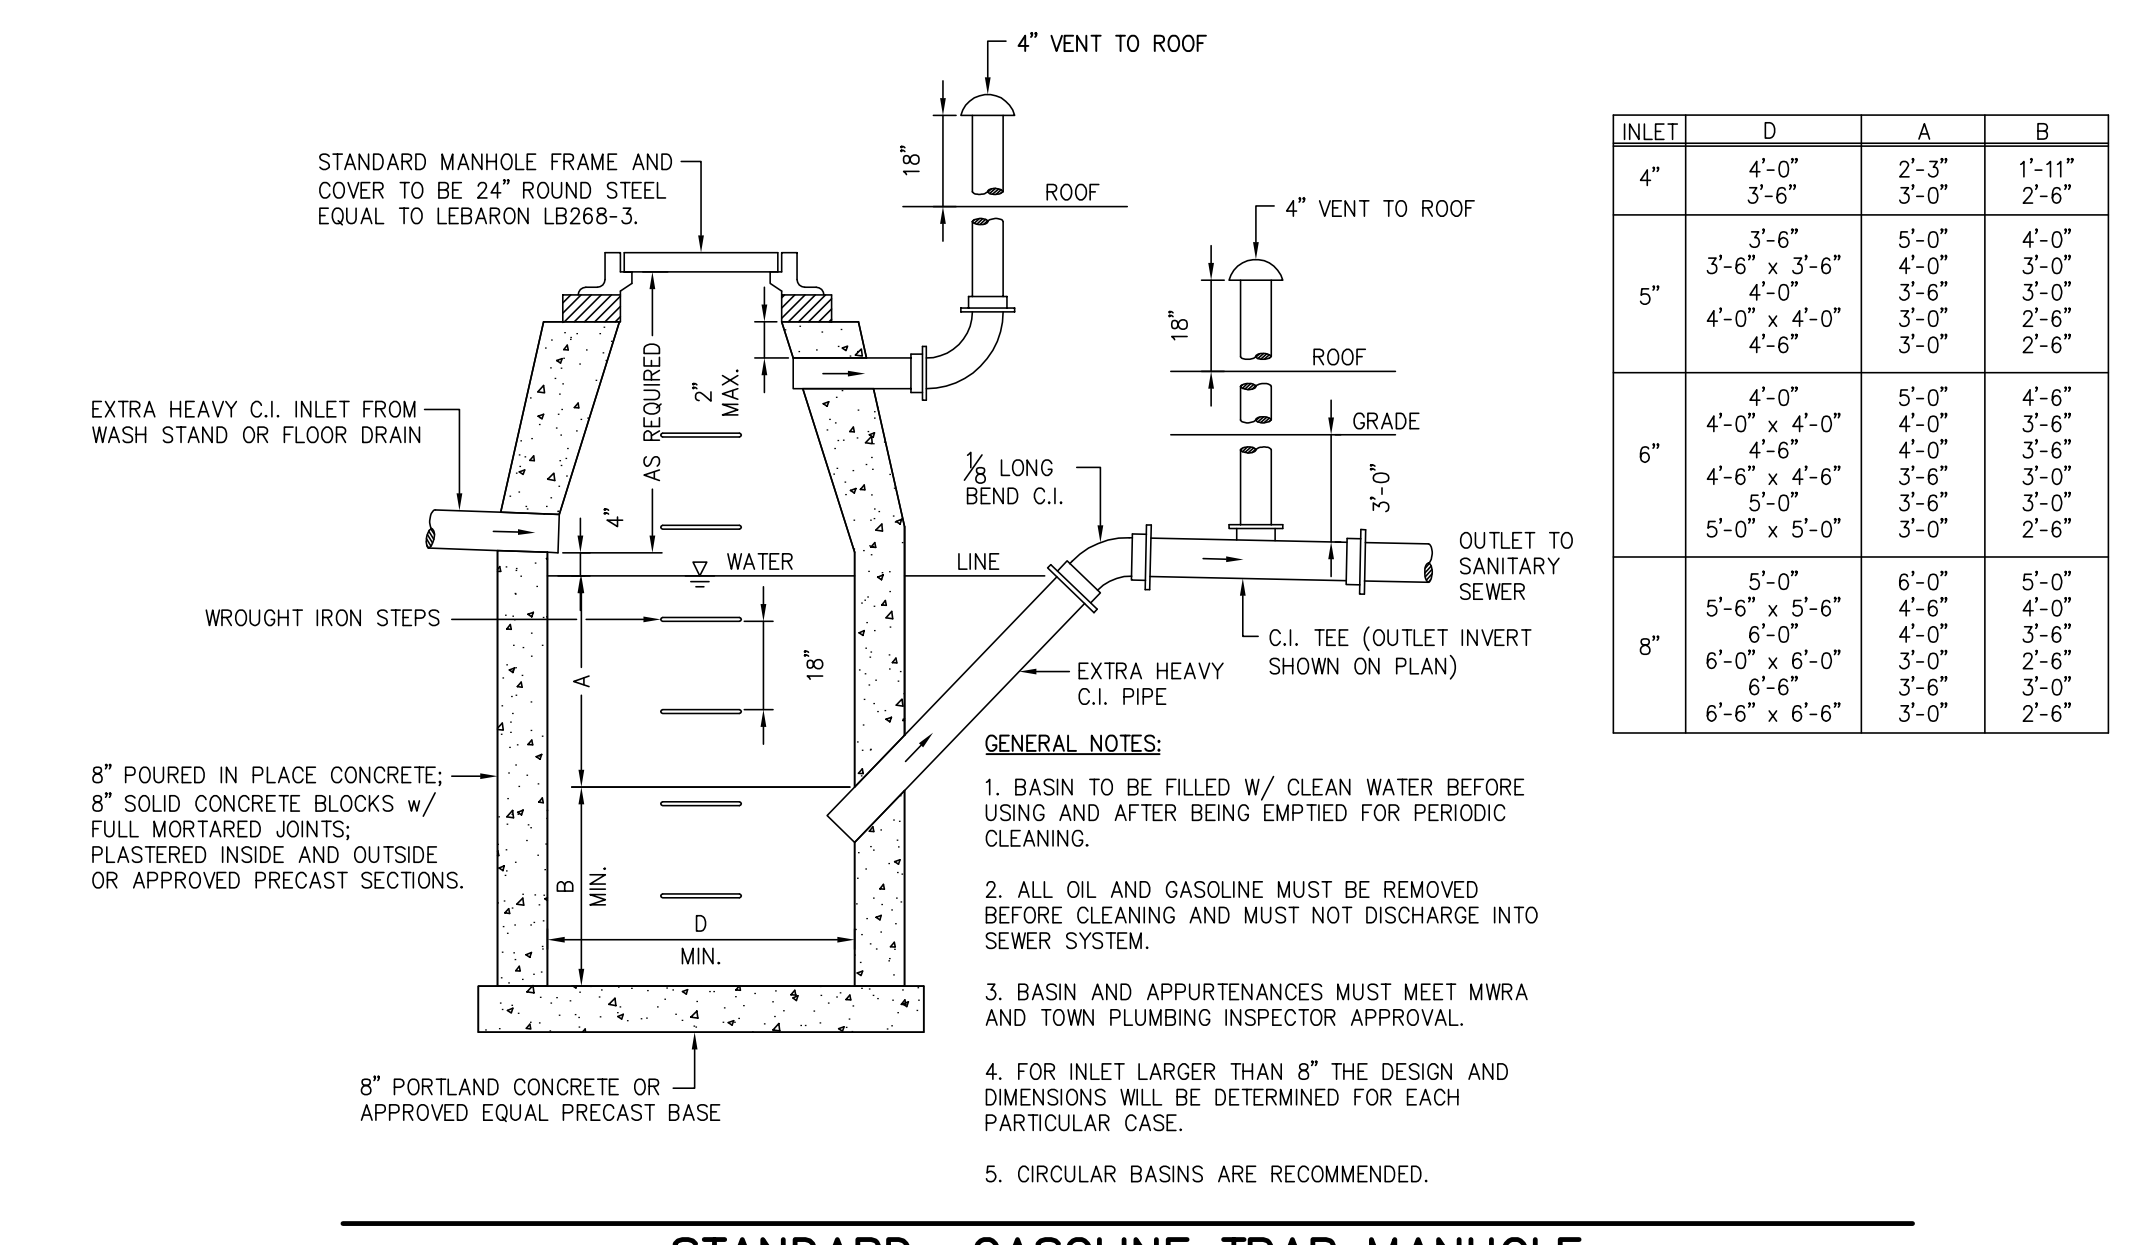 4” VENT TO ROOF
18”
ROOF
STANDARD MANHOLE FRAME AND
COVER TO BE 24” ROUND STEEL
EQUAL TO LEBARON LB268-3.
4” VENT TO ROOF
18”
ROOF
GRADE
3’-0”
AS REQUIRED
2”
MAX.
EXTRA HEAVY C.I. INLET FROM
WASH STAND OR FLOOR DRAIN
4”
1/8 LONG
BEND C.I.
WATER LINE
OUTLET TO
SANITARY
SEWER
WROUGHT IRON STEPS
18”
A
C.I. TEE (OUTLET INVERT
SHOWN ON PLAN)
EXTRA HEAVY
C.I. PIPE
8” POURED IN PLACE CONCRETE;
8” SOLID CONCRETE BLOCKS w/
FULL MORTARED JOINTS;
PLASTERED INSIDE AND OUTSIDE
OR APPROVED PRECAST SECTIONS.
B
MIN.
D
MIN.
8” PORTLAND CONCRETE OR
APPROVED EQUAL PRECAST BASE
GENERAL NOTES:
1. BASIN TO BE FILLED W/ CLEAN WATER BEFORE
USING AND AFTER BEING EMPTIED FOR PERIODIC
CLEANING.
2. ALL OIL AND GASOLINE MUST BE REMOVED
BEFORE CLEANING AND MUST NOT DISCHARGE INTO
SEWER SYSTEM.
3. BASIN AND APPURTENANCES MUST MEET MWRA
AND TOWN PLUMBING INSPECTOR APPROVAL.
4. FOR INLET LARGER THAN 8” THE DESIGN AND
DIMENSIONS WILL BE DETERMINED FOR EACH
PARTICULAR CASE.
5. CIRCULAR BASINS ARE RECOMMENDED.
INLET D A B
4”
4’-0” 2’-3” 1’-11”
3’-6” 3’-0” 2’-6”
5”
3’-6” 5’-0” 4’-0”
3’-6” x 3’-6” 4’-0” 3’-0”
4’-0” 3’-6” 3’-0”
4’-0” x 4’-0” 3’-0” 2’-6”
4’-6” 3’-0” 2’-6”
6”
4’-0” 5’-0” 4’-6”
4’-0” x 4’-0” 4’-0” 3’-6”
4’-6” 4’-0” 3’-6”
4’-6” x 4’-6” 3’-6” 3’-0”
5’-0” 3’-6” 3’-0”
5’-0” x 5’-0” 3’-0” 2’-6”
8”
5’-0” 6’-0” 5’-0”
5’-6” x 5’-6” 4’-6” 4’-0”
6’-0” 4’-0” 3’-6”
6’-0” x 6’-0” 3’-0” 2’-6”
6’-6” 3’-6” 3’-0”
6’-6” x 6’-6” 3’-0” 2’-6”
STANDARD GASOLINE TRAP MANHOLE